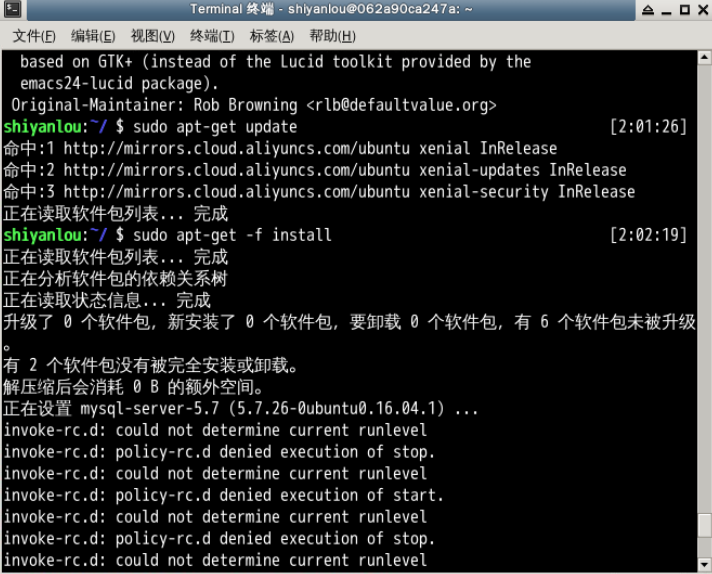 Terminal 终端 - shiyanlou@062a90ca247a: ~
文件(F) 编辑(E) 视图(V) 终端(T) 标签(A) 帮助(H)
based on GTK+ (instead of the Lucid toolkit provided by the
emacs24-lucid package).
Original-Maintainer: Rob Browning <rlb@defaultvalue.org>
shiyanlou:~/ $ sudo apt-get update [2:01:26]
命中:1 http://mirrors.cloud.aliyuncs.com/ubuntu xenial InRelease
命中:2 http://mirrors.cloud.aliyuncs.com/ubuntu xenial-updates InRelease
命中:3 http://mirrors.cloud.aliyuncs.com/ubuntu xenial-security InRelease
正在读取软件包列表... 完成
shiyanlou:~/ $ sudo apt-get -f install [2:02:19]
正在读取软件包列表... 完成
正在分析软件包的依赖关系树
正在读取状态信息... 完成
升级了 0 个软件包, 新安装了 0 个软件包, 要卸载 0 个软件包, 有 6 个软件包未被升级
。
有 2 个软件包没有被完全安装或卸载。
解压缩后会消耗 0 B 的额外空间。
正在设置 mysql-server-5.7 (5.7.26-0ubuntu0.16.04.1) ...
invoke-rc.d: could not determine current runlevel
invoke-rc.d: policy-rc.d denied execution of stop.
invoke-rc.d: could not determine current runlevel
invoke-rc.d: policy-rc.d denied execution of start.
invoke-rc.d: could not determine current runlevel
invoke-rc.d: policy-rc.d denied execution of stop.
invoke-rc.d: could not determine current runlevel